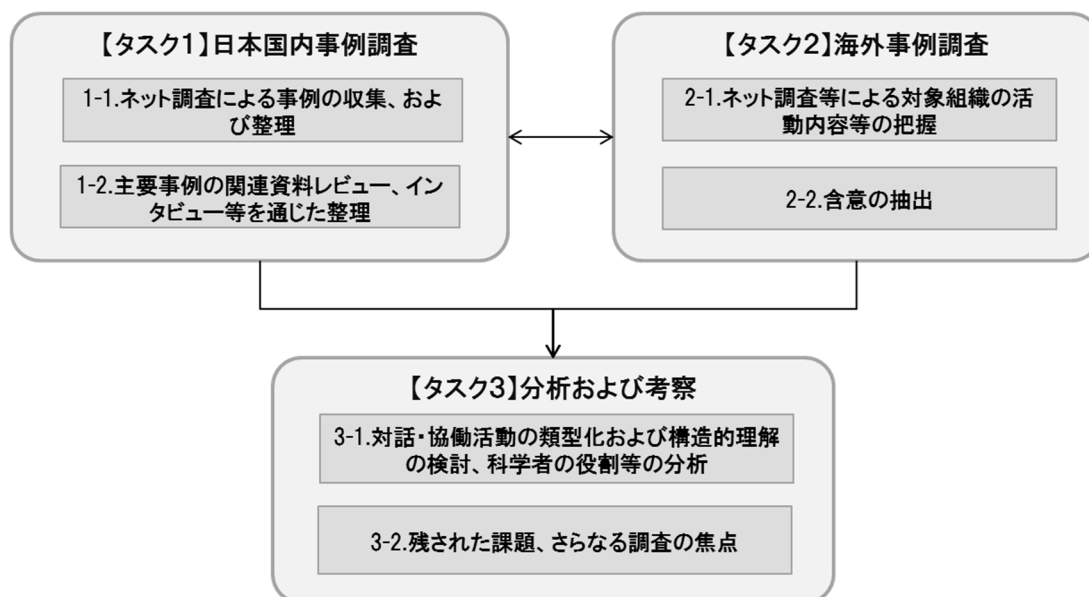 【タスク1】日本国内事例調査
1-1.ネット調査による事例の収集、およ
び整理
1-2.主要事例の関連資料レビュー、イン
タビュー等を通じた整理
【タスク2】海外事例調査
2-1.ネット調査等による対象組織の活
動内容等の把握
2-2.含意の抽出
【タスク3】分析および考察
3-1.対話・協働活動の類型化および構造的理解
の検討、科学者の役割等の分析
3-2.残された課題、さらなる調査の焦点